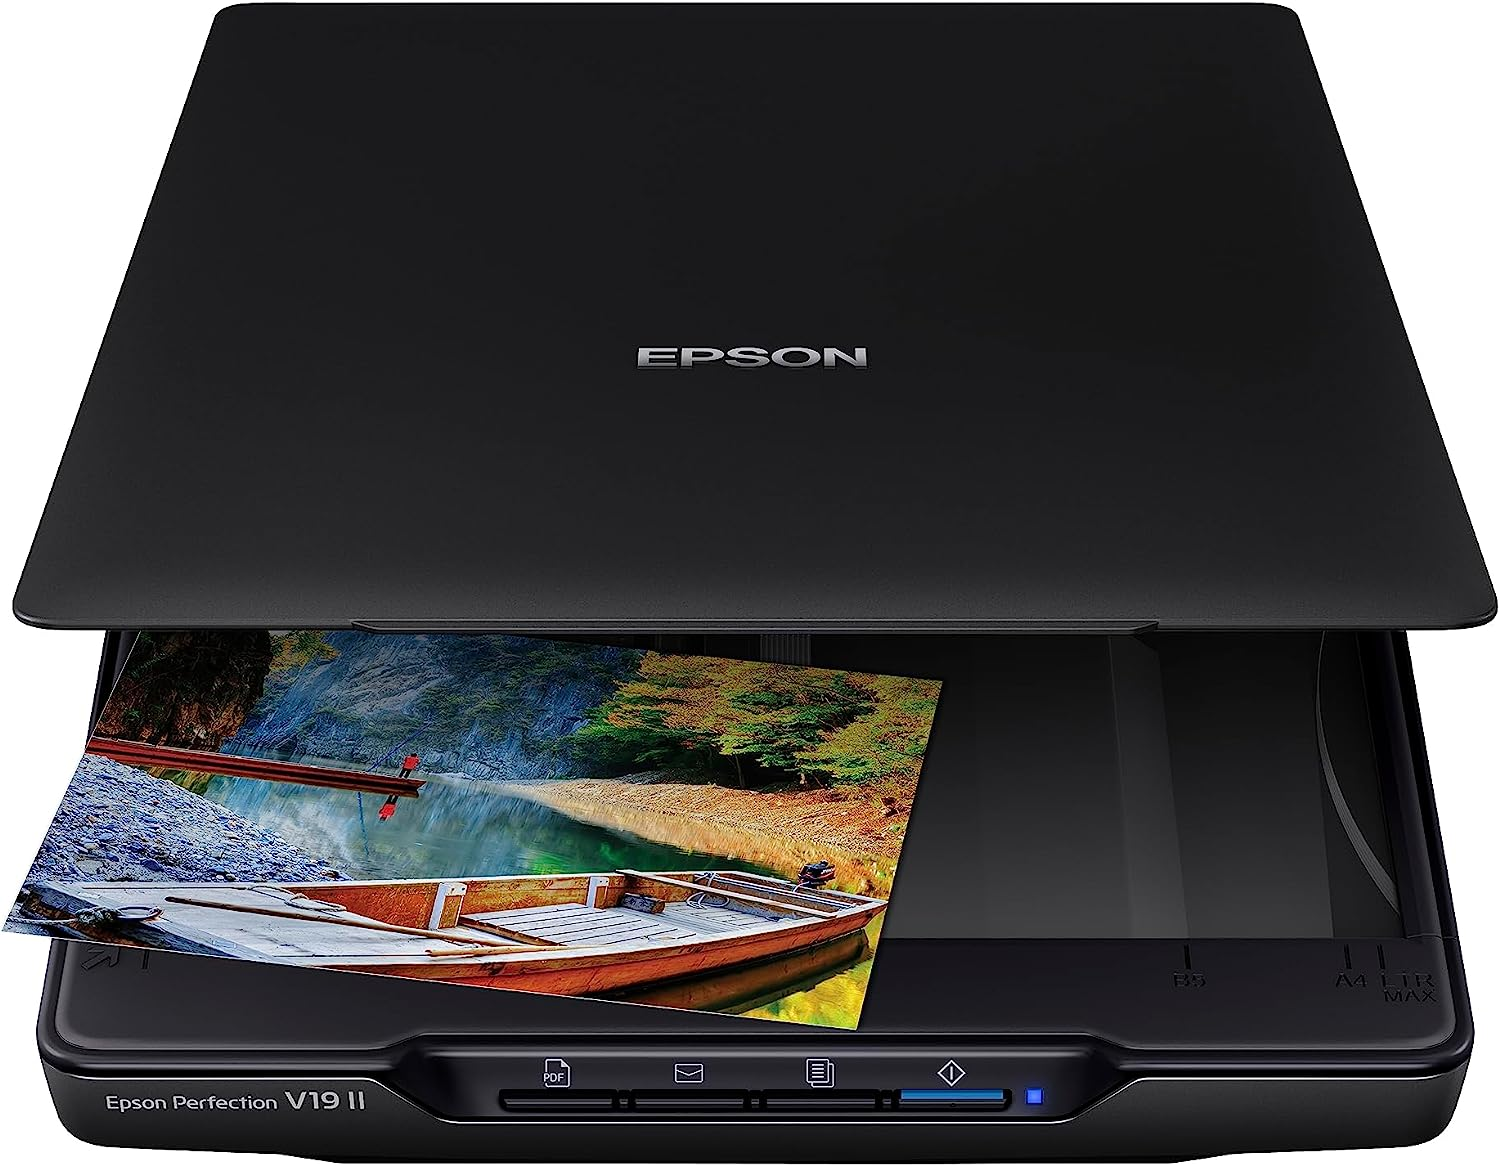 EPSON
B5
A4 LTR
MAX
PDF
Epson Perfection V19 II